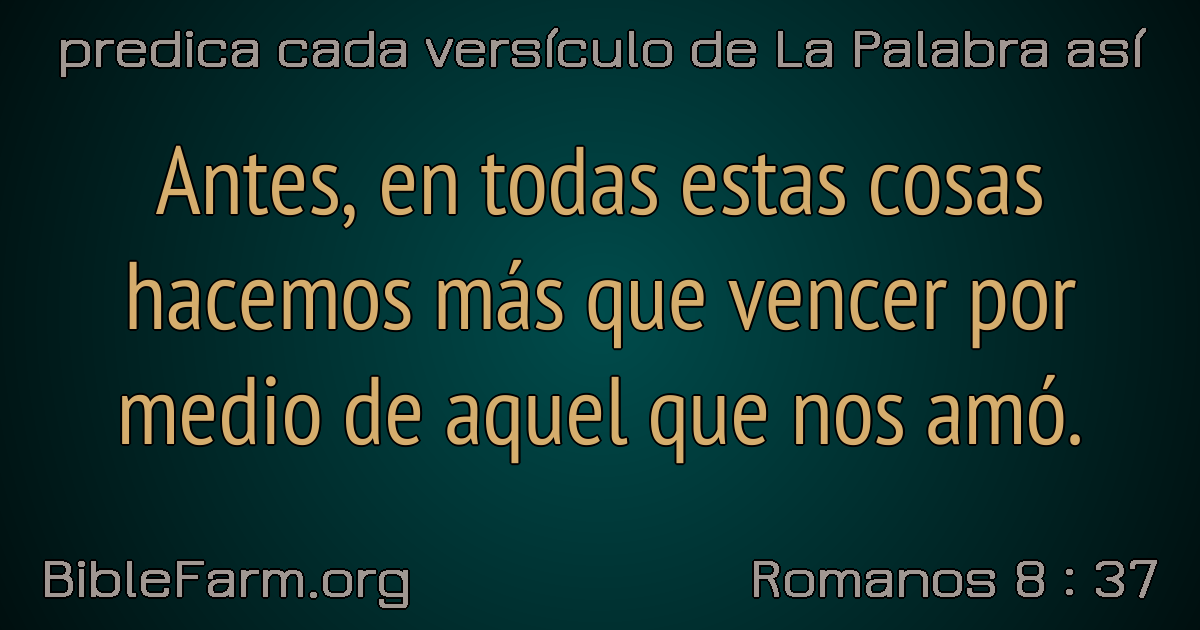 predica cada versículo de La Palabra así
Antes, en todas estas cosas
hacemos más que vencer por
medio de aquel que nos amó.
BibleFarm.org
Romanos 8 : 37